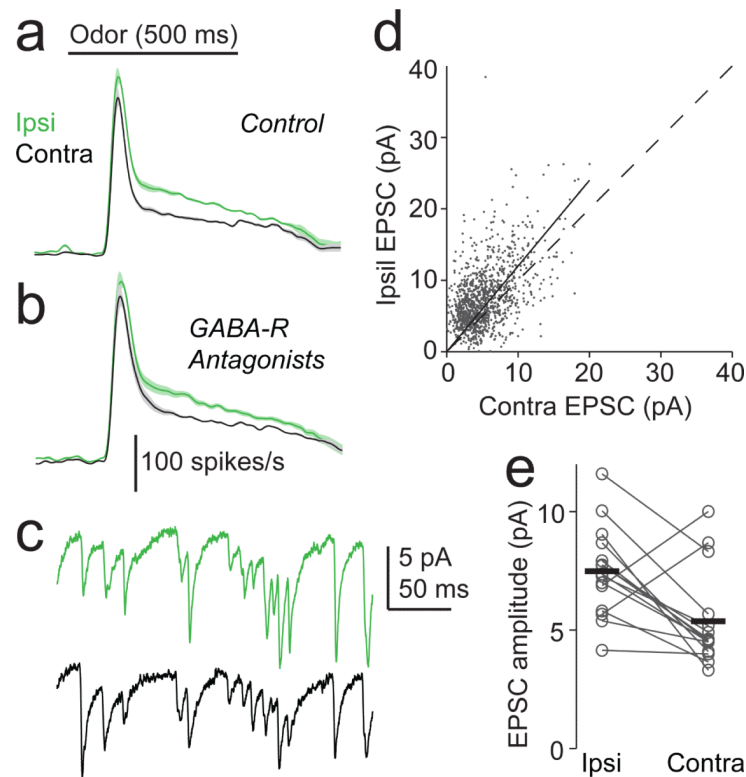 a
Odor (500 ms)
Ipsi
Contra
Control
b
GABA-R
Antagonists
100 spikes/s
c
5 pA
50 ms
d
Ipsil EPSC (pA)
40
30
20
10
0
0 10 20 30 40
Contra EPSC (pA)
e
EPSC amplitude (pA)
10
5
0
Ipsi Contra